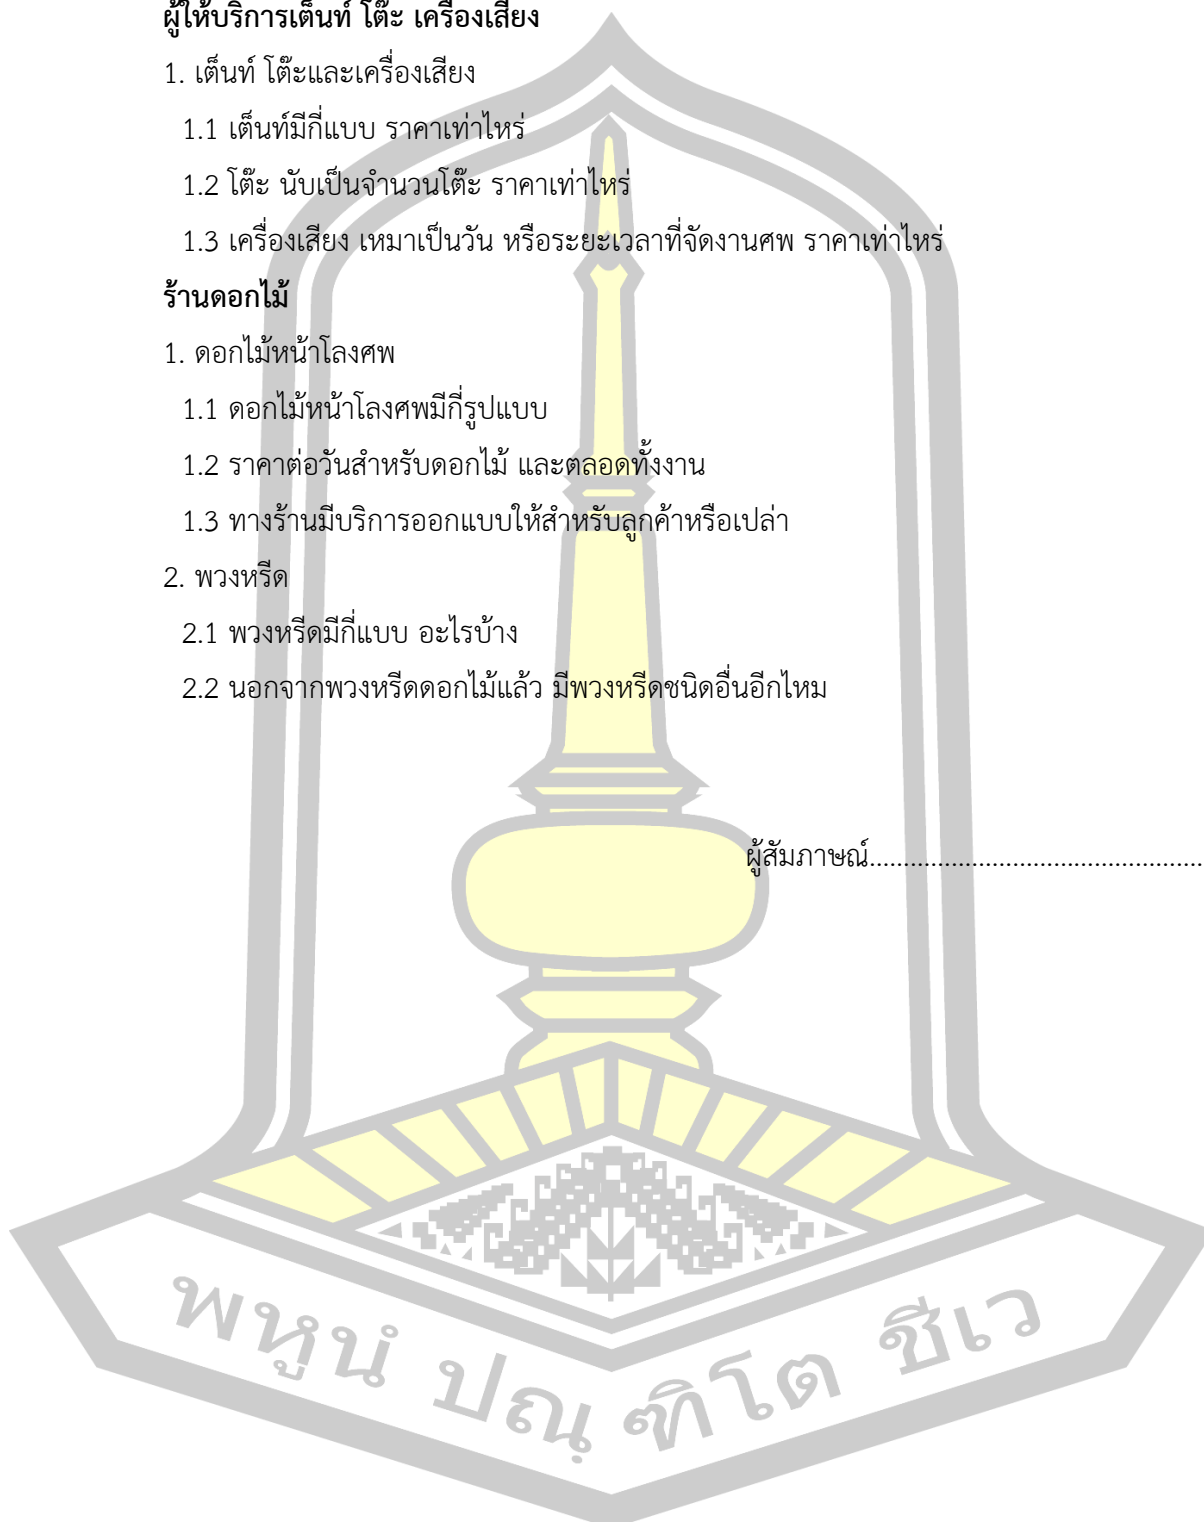 ผู้ให้บริการเต็นท์ โต๊ะ เครื่องเสียง
1. เต็นท์ โต๊ะและเครื่องเสียง
1.1 เต็นท์มีกี่แบบ ราคาเท่าไหร่
1.2 โต๊ะ นับเป็นจำนวนโต๊ะ ราคาเท่าไหร่
1.3 เครื่องเสียง เหมาเป็นวัน หรือระยะเวลาที่จัดงานศพ ราคาเท่าไหร่
ร้านดอกไม้
1. ดอกไม้หน้าโลงศพ
1.1 ดอกไม้หน้าโลงศพมีกี่รูปแบบ
1.2 ราคาต่อวันสำหรับดอกไม้ และตลอดทั้งงาน
1.3 ทางร้านมีบริการออกแบบให้สำหรับลูกค้าหรือเปล่า
2. พวงหรีด
2.1 พวงหรีดมีกี่แบบ อะไรบ้าง
2.2 นอกจากพวงหรีดดอกไม้แล้ว มีพวงหรีดชนิดอื่นอีกไหม
ผู้สัมภาษณ์.................................................
พหูนํ ปณฺ ฑิโต ชีเว